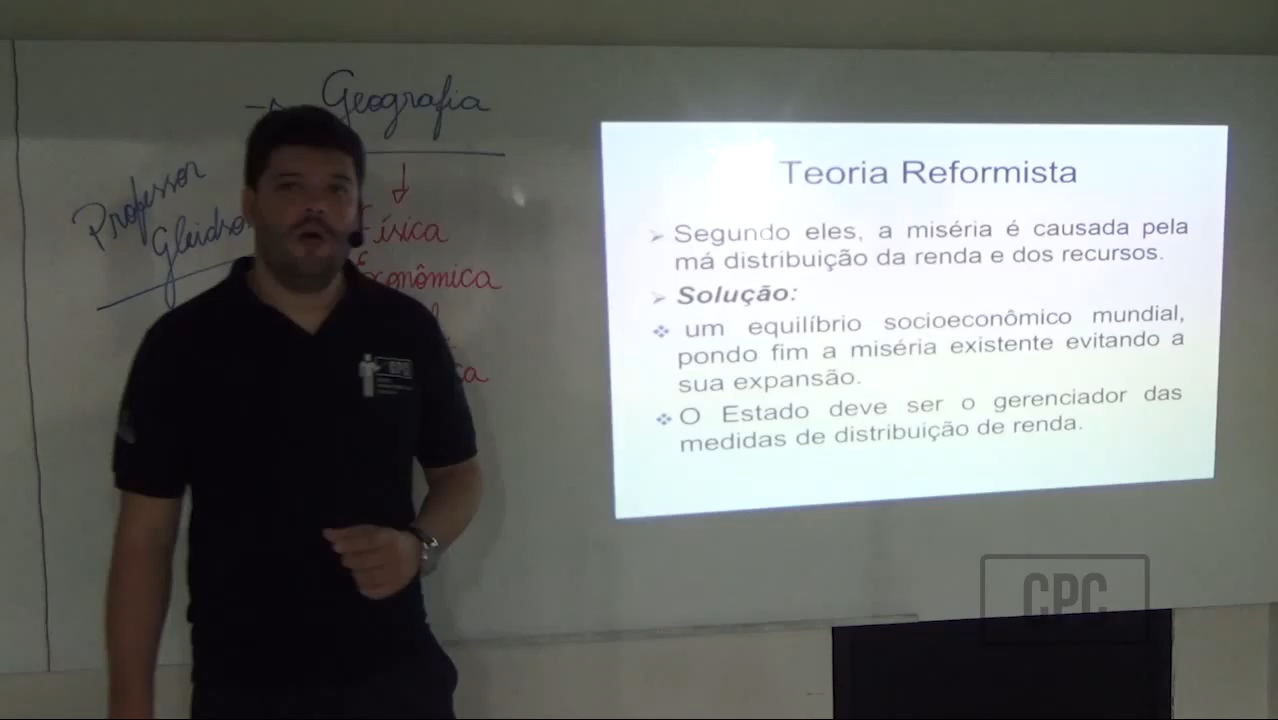 Geografia
Professor
Física
Econômica
Teoria Reformista
Segundo eles, a miséria é causada pela
má distribuição da renda e dos recursos.
Solução:
um equilíbrio socioeconômico mundial,
pondo fim a miséria existente evitando a
sua expansão.
O Estado deve ser o gerenciador das
medidas de distribuição de renda.
CPC
CPC